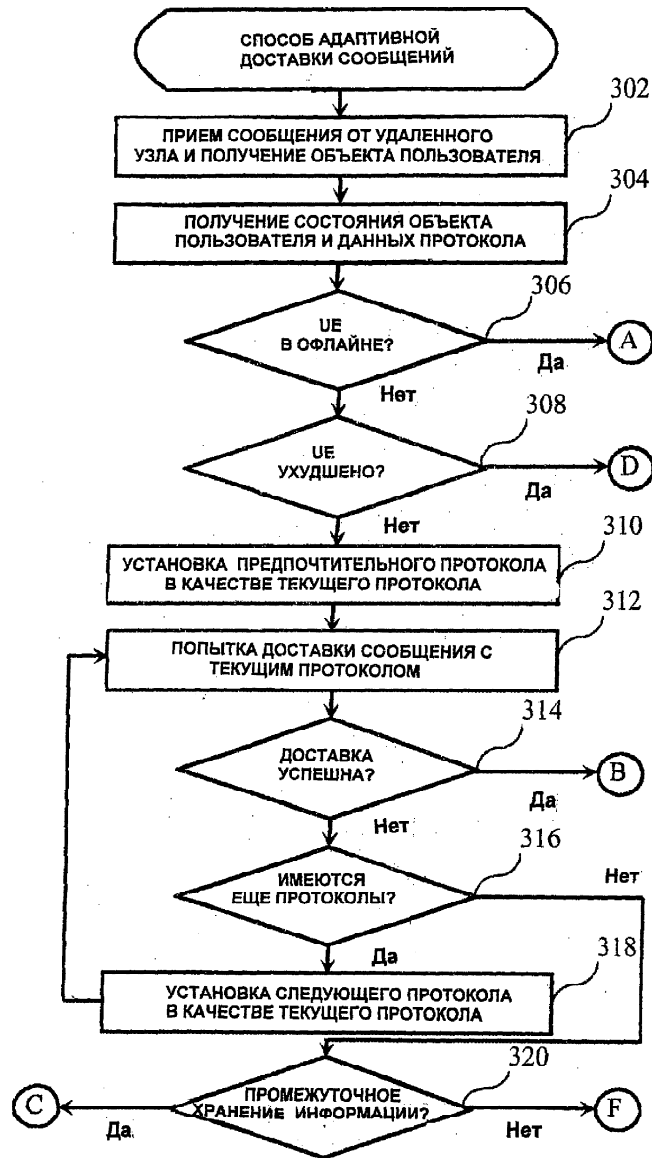 СПОСОБ АДАПТИВНОЙ
ДОСТАВКИ СООБЩЕНИЙ
302
ПРИЕМ СООБЩЕНИЯ ОТ УДАЛЕННОГО
УЗЛА И ПОЛУЧЕНИЕ ОБЪЕКТА ПОЛЬЗОВАТЕЛЯ
304
ПОЛУЧЕНИЕ СОСТОЯНИЯ ОБЪЕКТА
ПОЛЬЗОВАТЕЛЯ И ДАННЫХ ПРОТОКОЛА
306
UE
В ОФЛАЙНЕ?
A
Да
Нет
308
UE
УХУДШЕНО?
D
Да
Нет
310
УСТАНОВКА ПРЕДПОЧТИТЕЛЬНОГО ПРОТОКОЛА
В КАЧЕСТВЕ ТЕКУЩЕГО ПРОТОКОЛА
312
ПОПЫТКА ДОСТАВКИ СООБЩЕНИЯ С
ТЕКУЩИМ ПРОТОКОЛОМ
314
ДОСТАВКА
УСПЕШНА?
B
Да
Нет
316
ИМЕЮТСЯ
ЕЩЕ ПРОТОКОЛЫ?
Нет
Да
318
УСТАНОВКА СЛЕДУЮЩЕГО ПРОТОКОЛА
В КАЧЕСТВЕ ТЕКУЩЕГО ПРОТОКОЛА
320
ПРОМЕЖУТОЧНОЕ
ХРАНЕНИЕ ИНФОРМАЦИИ?
C
F
Да
Нет